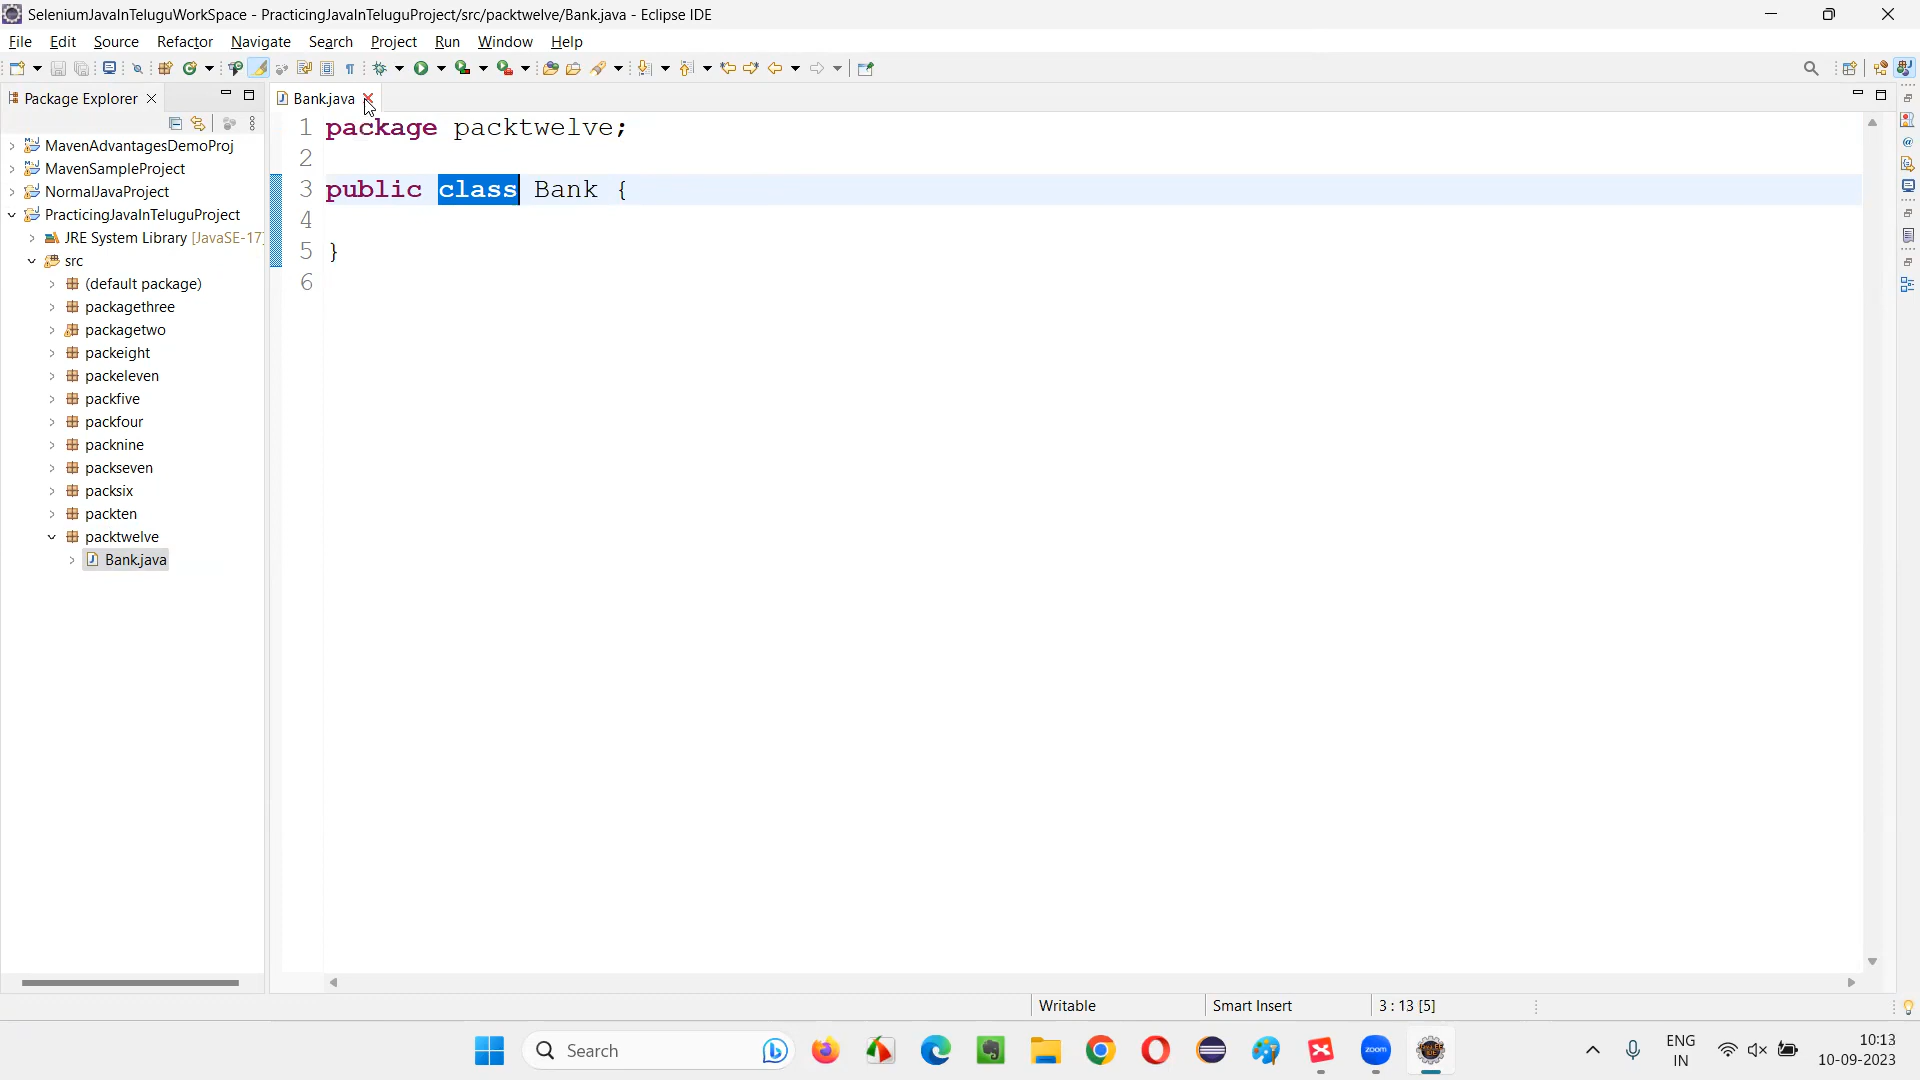 SeleniumJavaInTeluguWorkSpace - PracticingJavaInTeluguProject/src/packtwelve/Bank.java - Eclipse IDE
File Edit Source Refactor Navigate Search Project Run Window Help
Package Explorer
Bank.java
MavenAdvantagesDemoProj
MavenSampleProject
NormalJavaProject
PracticingJavaInTeluguProject
JRE System Library [JavaSE-17]
src
(default package)
packagethree
packagetwo
packeight
packeleven
packfive
packfour
packnine
packseven
packsix
packten
packtwelve
Bank.java
1 package packtwelve;
2
3 public class Bank {
4
5 }
6
Writable Smart Insert 3 : 13 [5]
Search
zoom
ENG
IN
10:13
10-09-2023